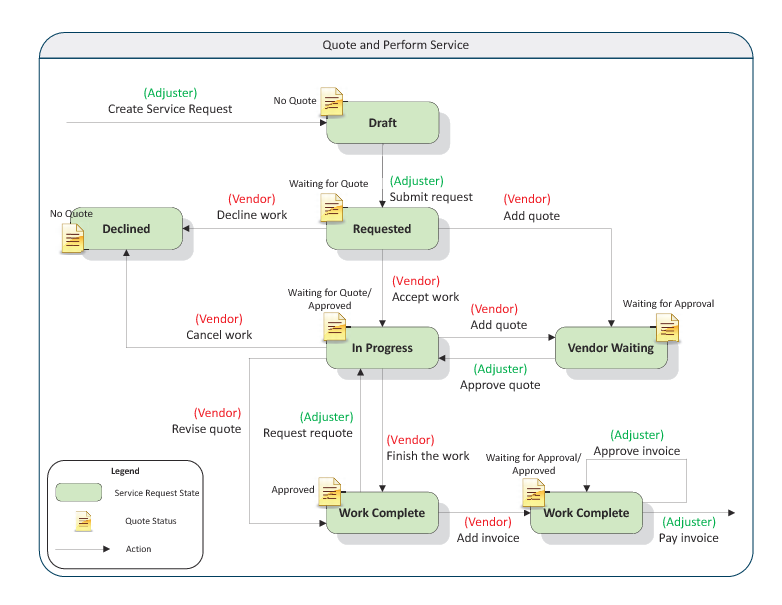 Quote and Perform Service
(Adjuster)
Create Service Request
No Quote
Draft
Waiting for Quote
(Adjuster)
Submit request
(Vendor)
Decline work
(Vendor)
Add quote
No Quote
Declined
Requested
Waiting for Quote/
Approved
(Vendor)
Accept work
(Vendor)
Add quote
Waiting for Approval
(Vendor)
Cancel work
In Progress
Vendor Waiting
(Adjuster)
Approve quote
(Vendor)
Revise quote
(Adjuster)
Request requote
(Vendor)
Finish the work
(Adjuster)
Approve invoice
Waiting for Approval/
Approved
Approved
Work Complete
Work Complete
(Vendor)
Add invoice
(Adjuster)
Pay invoice
Legend
Service Request State
Quote Status
Action